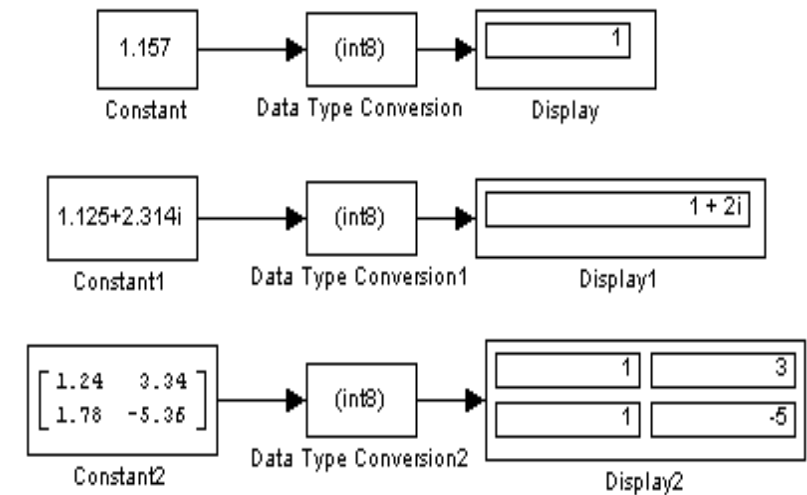 1.157 (int8) 1
Constant Data Type Conversion Display
1.125+2.314i (int8) 1 + 2i
Constant1 Data Type Conversion1 Display1
1.24 3.34
1.78 -5.36
(int8)
1 3
1 -5
Constant2 Data Type Conversion2 Display2